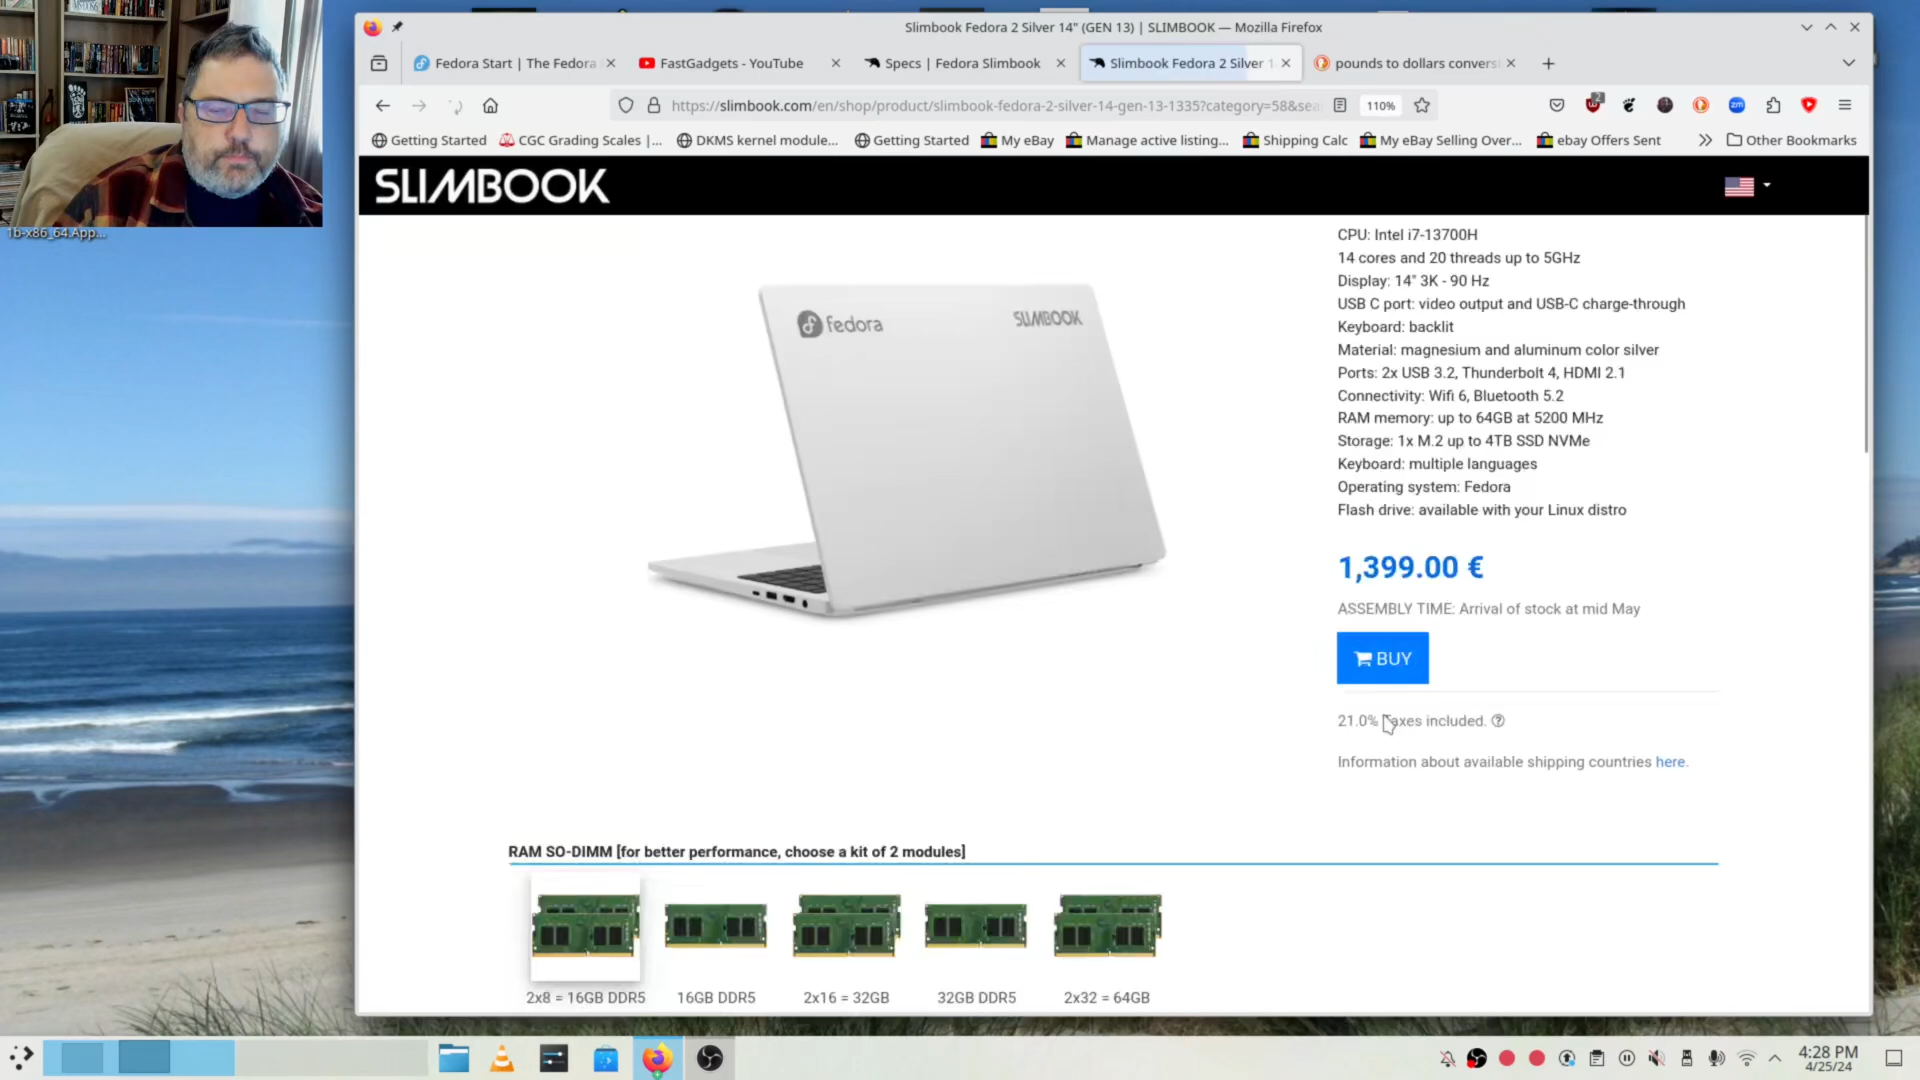 Slimbook Fedora 2 Silver 14" (GEN 13) | SLIMBOOK — Mozilla Firefox
Fedora Start | The Fedora
FastGadgets - YouTube
Specs | Fedora Slimbook
Slimbook Fedora 2 Silver 1
pounds to dollars convers
https://slimbook.com/en/shop/product/slimbook-fedora-2-silver-14-gen-13-1335?category=58&sea
110%
2
zm
Getting Started
CGC Grading Scales |...
DKMS kernel module...
Getting Started
My eBay
Manage active listing...
Shipping Calc
My eBay Selling Over...
ebay Offers Sent
Other Bookmarks
SLIMBOOK
1b-x86_64.App...
CPU: Intel i7-13700H
14 cores and 20 threads up to 5GHz
Display: 14" 3K - 90 Hz
USB C port: video output and USB-C charge-through
Keyboard: backlit
Material: magnesium and aluminum color silver
Ports: 2x USB 3.2, Thunderbolt 4, HDMI 2.1
Connectivity: Wifi 6, Bluetooth 5.2
RAM memory: up to 64GB at 5200 MHz
Storage: 1x M.2 up to 4TB SSD NVMe
Keyboard: multiple languages
Operating system: Fedora
Flash drive: available with your Linux distro
fedora
SLIMBOOK
1,399.00 €
ASSEMBLY TIME: Arrival of stock at mid May
BUY
21.0% Taxes included.
Information about available shipping countries here.
RAM SO-DIMM [for better performance, choose a kit of 2 modules]
2x8 = 16GB DDR5
16GB DDR5
2x16 = 32GB
32GB DDR5
2x32 = 64GB
4:28 PM
4/25/24